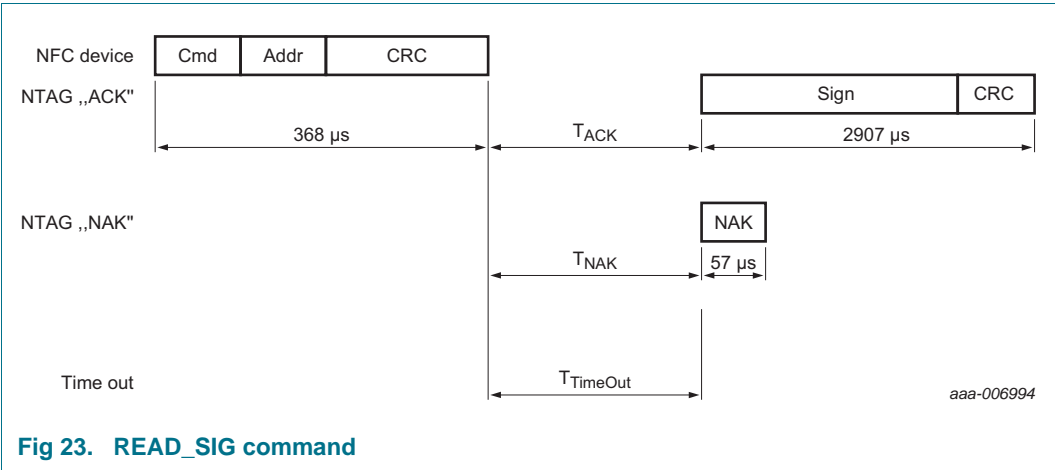 NFC device Cmd Addr CRC
NTAG ,,ACK" Sign CRC
368 µs TACK 2907 µs
NTAG ,,NAK" NAK
TNAK 57 µs
Time out TTimeOut aaa-006994
Fig 23. READ_SIG command